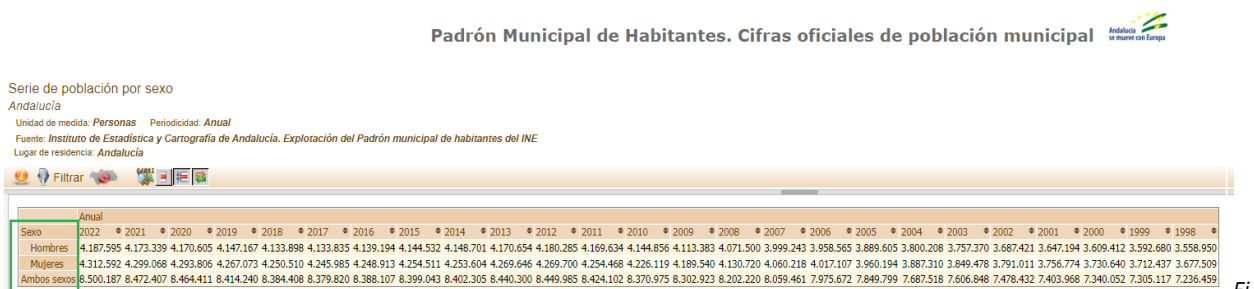 Padrón Municipal de Habitantes. Cifras oficiales de población municipal
Andalucía
se mueve con Europa
Serie de población por sexo
Andalucía
Unidad de medida: Personas Periodicidad: Anual
Fuente: Instituto de Estadística y Cartografía de Andalucía. Explotación del Padrón municipal de habitantes del INE
Lugar de residencia: Andalucía
Filtrar
Anual
Sexo 2022 2021 2020 2019 2018 2017 2016 2015 2014 2013 2012 2011 2010 2009 2008 2007 2006 2005 2004 2003 2002 2001 2000 1999 1998
Hombres 4.187.595 4.173.339 4.170.605 4.147.167 4.133.898 4.133.835 4.139.194 4.144.532 4.148.701 4.170.654 4.180.285 4.169.634 4.144.856 4.113.383 4.071.500 3.999.243 3.958.565 3.889.605 3.800.208 3.757.370 3.687.421 3.647.194 3.609.412 3.592.680 3.558.950
Mujeres 4.312.592 4.299.068 4.293.806 4.267.073 4.250.510 4.245.985 4.248.913 4.254.511 4.253.604 4.269.646 4.269.700 4.254.468 4.226.119 4.189.540 4.130.720 4.060.218 4.017.107 3.960.194 3.887.310 3.849.478 3.791.011 3.756.774 3.730.640 3.712.437 3.677.509
Ambos sexos 8.500.187 8.472.407 8.464.411 8.414.240 8.384.408 8.379.820 8.388.107 8.399.043 8.402.305 8.440.300 8.449.985 8.424.102 8.370.975 8.302.923 8.202.220 8.059.461 7.975.672 7.849.799 7.687.518 7.606.848 7.478.432 7.403.968 7.340.052 7.305.117 7.236.459
Fi